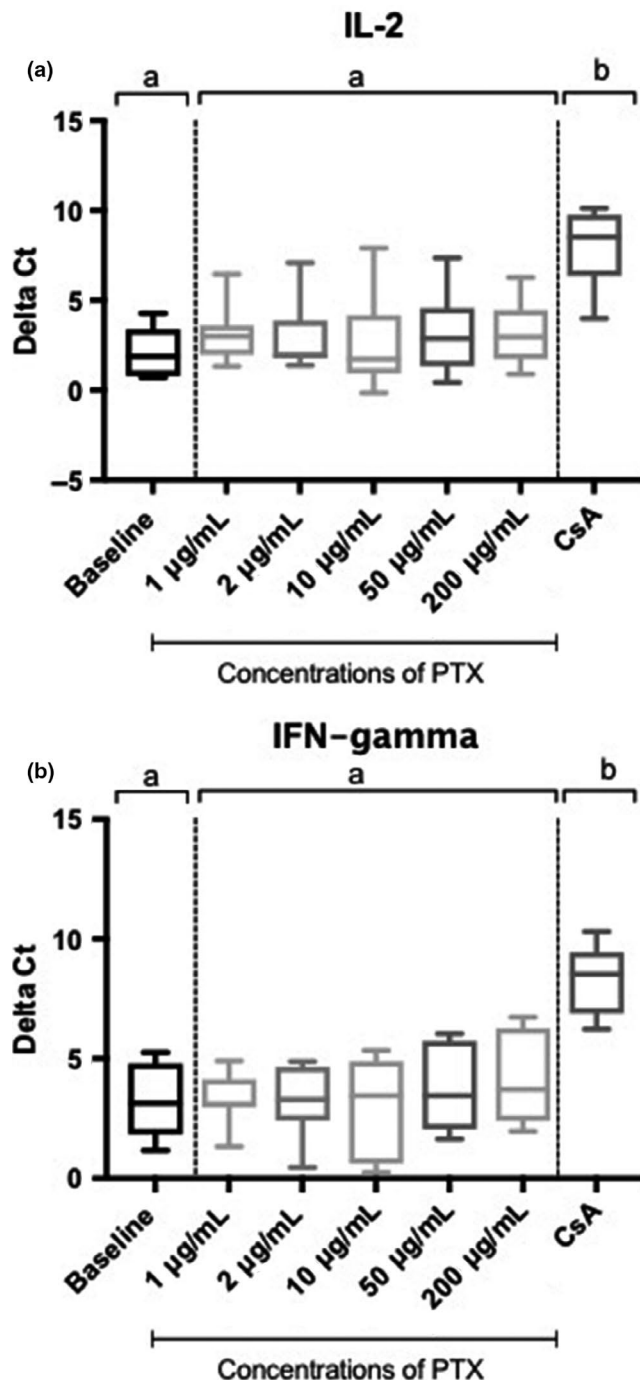 IL-2
(a)
a a b
15
10
5
0
–5
Delta Ct
Baseline
1 µg/mL
2 µg/mL
10 µg/mL
50 µg/mL
200 µg/mL
CsA
Concentrations of PTX
IFN–gamma
(b)
a a b
15
10
5
0
Delta Ct
Baseline
1 µg/mL
2 µg/mL
10 µg/mL
50 µg/mL
200 µg/mL
CsA
Concentrations of PTX